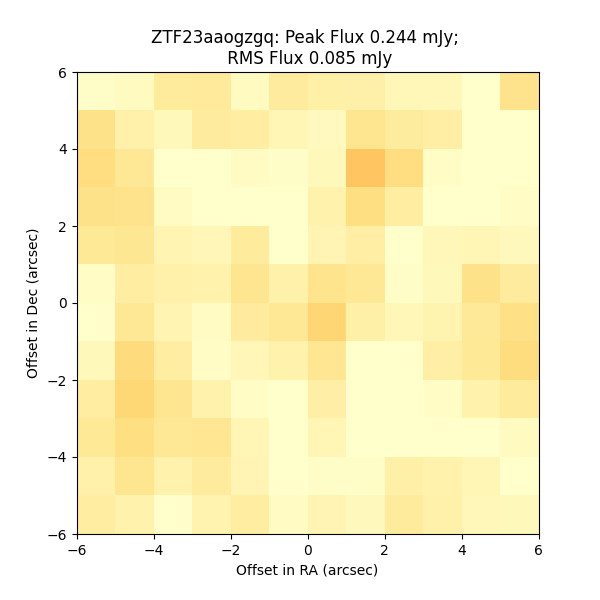 ZTF23aaogzgq: Peak Flux 0.244 mJy;
RMS Flux 0.085 mJy
6
4
2
0
−2
−4
−6
Offset in Dec (arcsec)
−6 −4 −2 0 2 4 6
Offset in RA (arcsec)